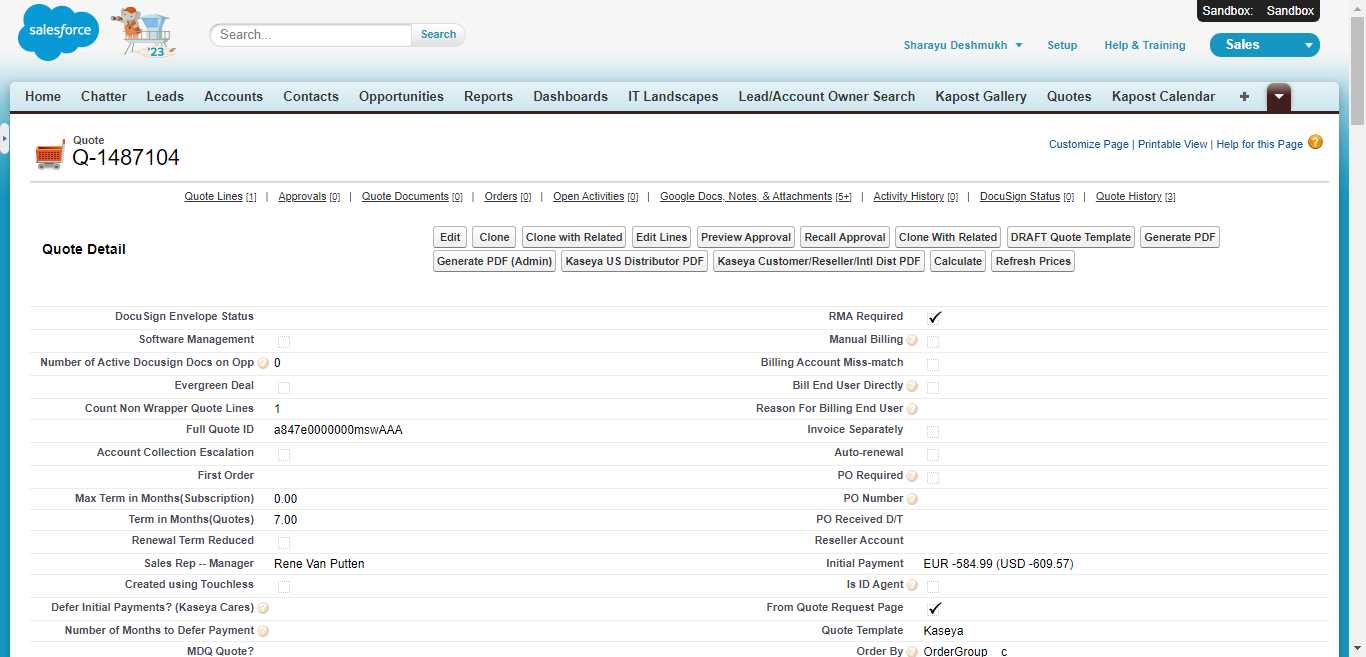 Sandbox: Sandbox
salesforce
'23
Search...
Search
Sharayu Deshmukh
Setup
Help & Training
Sales
Home Chatter Leads Accounts Contacts Opportunities Reports Dashboards IT Landscapes Lead/Account Owner Search Kapost Gallery Quotes Kapost Calendar +
Quote
Q-1487104
Customize Page | Printable View | Help for this Page ?
Quote Lines [1] | Approvals [0] | Quote Documents [0] | Orders [0] | Open Activities [0] | Google Docs, Notes, & Attachments [5+] | Activity History [0] | DocuSign Status [0] | Quote History [3]
Quote Detail
Edit Clone Clone with Related Edit Lines Preview Approval Recall Approval Clone With Related DRAFT Quote Template Generate PDF
Generate PDF (Admin) Kaseya US Distributor PDF Kaseya Customer/Reseller/Intl Dist PDF Calculate Refresh Prices
DocuSign Envelope Status RMA Required
Software Management Manual Billing ?
Number of Active Docusign Docs on Opp ? 0 Billing Account Miss-match
Evergreen Deal Bill End User Directly ?
Count Non Wrapper Quote Lines 1 Reason For Billing End User ?
Full Quote ID a847e0000000mswAAA Invoice Separately
Account Collection Escalation Auto-renewal
First Order PO Required ?
Max Term in Months(Subscription) 0.00 PO Number ?
Term in Months(Quotes) 7.00 PO Received D/T
Renewal Term Reduced Reseller Account
Sales Rep -- Manager Rene Van Putten Initial Payment EUR -584.99 (USD -609.57)
Created using Touchless Is ID Agent ?
Defer Initial Payments? (Kaseya Cares) ? From Quote Request Page
Number of Months to Defer Payment ? Quote Template Kaseya
MDQ Quote? Order By ? OrderGroup__c